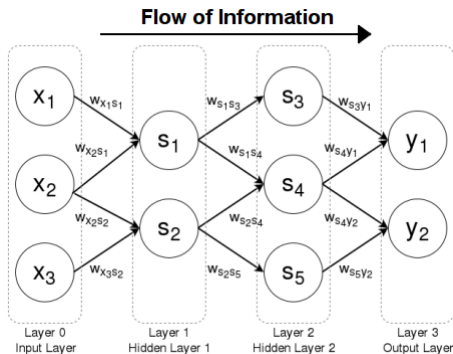 Flow of Information
x1
x2
x3
wx1s1
wx2s1
wx2s2
wx3s2
s1
s2
ws1s3
ws1s4
ws2s4
ws2s5
s3
s4
s5
ws3y1
ws4y1
ws4y2
ws5y2
y1
y2
Layer 0
Input Layer
Layer 1
Hidden Layer 1
Layer 2
Hidden Layer 2
Layer 3
Output Layer